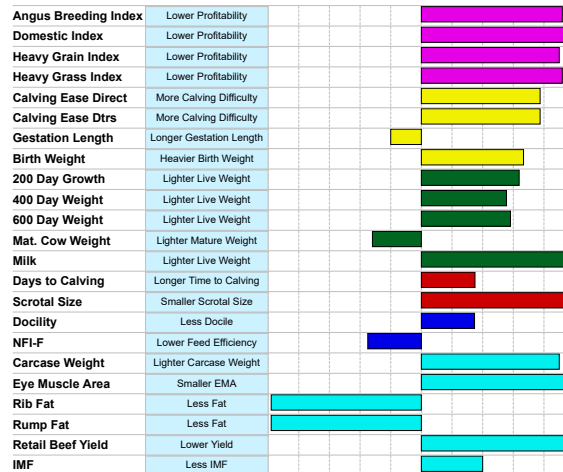 Angus Breeding Index Lower Profitability
Domestic Index Lower Profitability
Heavy Grain Index Lower Profitability
Heavy Grass Index Lower Profitability
Calving Ease Direct More Calving Difficulty
Calving Ease Dtrs More Calving Difficulty
Gestation Length Longer Gestation Length
Birth Weight Heavier Birth Weight
200 Day Growth Lighter Live Weight
400 Day Weight Lighter Live Weight
600 Day Weight Lighter Live Weight
Mat. Cow Weight Lighter Mature Weight
Milk Lighter Live Weight
Days to Calving Longer Time to Calving
Scrotal Size Smaller Scrotal Size
Docility Less Docile
NFI-F Lower Feed Efficiency
Carcase Weight Lighter Carcase Weight
Eye Muscle Area Smaller EMA
Rib Fat Less Fat
Rump Fat Less Fat
Retail Beef Yield Lower Yield
IMF Less IMF